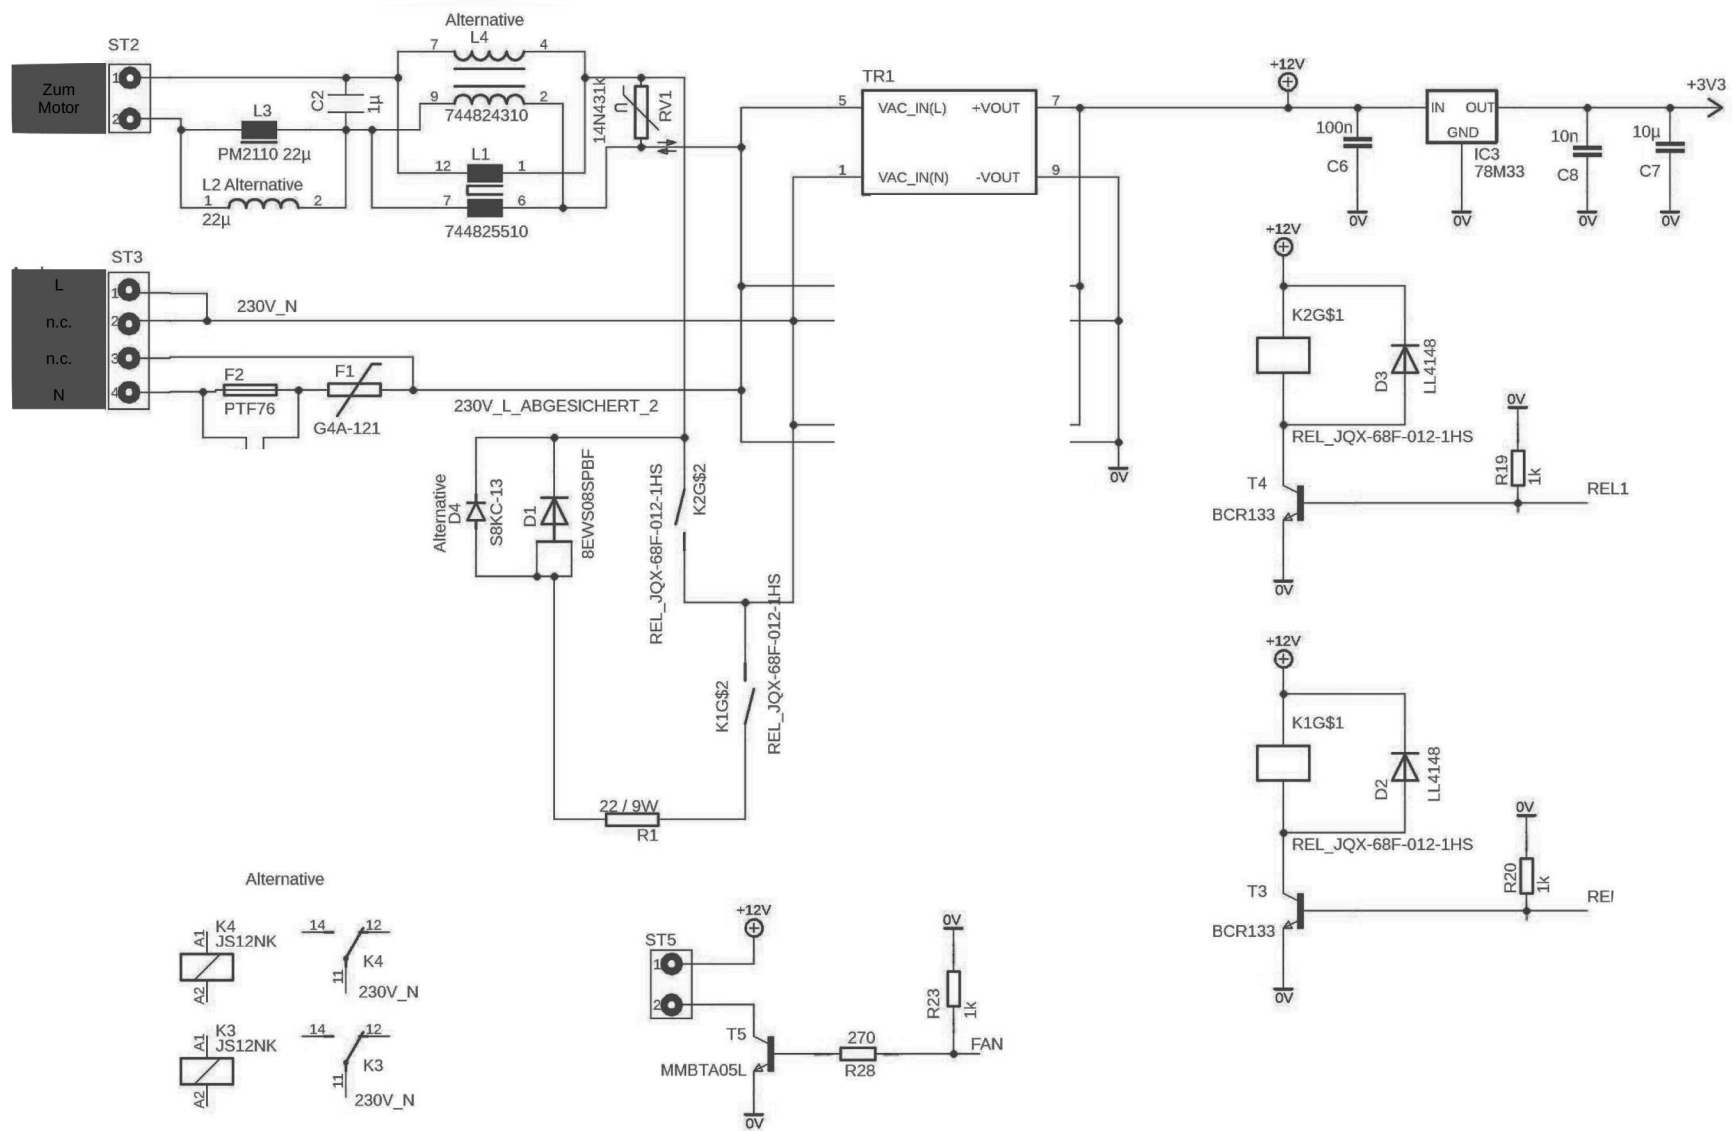 Alternative
L4
7
4
9
2
744824310
ST2
1
2
Zum
Motor
C2
1µ
L3
PM2110 22µ
L2 Alternative
1
2
22µ
L1
12
1
7
6
744825510
14N431k
RV1
TR1
5
VAC_IN(L)
+VOUT
7
1
VAC_IN(N)
-VOUT
9
+12V
100n
C6
0V
IN
OUT
GND
IC3
78M33
0V
10n
C8
0V
10µ
C7
0V
+3V3
ST3
L
1
n.c.
2
n.c.
3
N
4
230V_N
F2
PTF76
F1
G4A-121
230V_L_ABGESICHERT_2
0V
Alternative
D4
S8KC-13
D1
8EWS08SPBF
REL_JQX-68F-012-1HS
K2G$2
K1G$2
REL_JQX-68F-012-1HS
22 / 9W
R1
+12V
K2G$1
D3
LL4148
REL_JQX-68F-012-1HS
T4
BCR133
0V
0V
R19
1k
REL1
+12V
K1G$1
D2
LL4148
REL_JQX-68F-012-1HS
T3
BCR133
0V
0V
R20
1k
Alternative
A1
K4
JS12NK
A2
14
12
K4
11
230V_N
A1
K3
JS12NK
A2
14
12
K3
11
230V_N
ST5
1
2
+12V
T5
MMBTA05L
0V
270
R28
0V
R23
1k
FAN